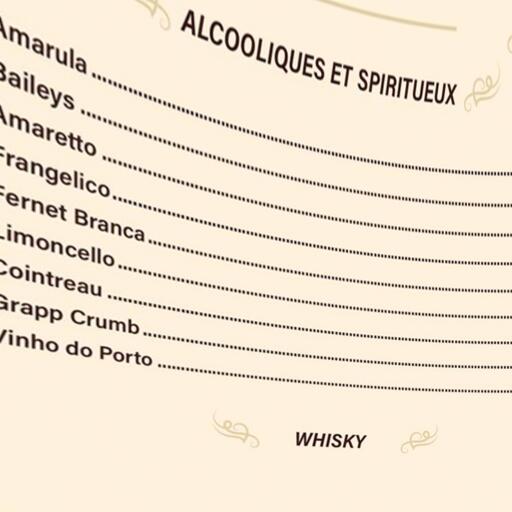 ALCOOLIQUES ET SPIRITUEUX
Amarula
Baileys
Amaretto
Frangelico
Fernet Branca
Limoncello
Cointreau
Grapp Crumb
Vinho do Porto
WHISKY